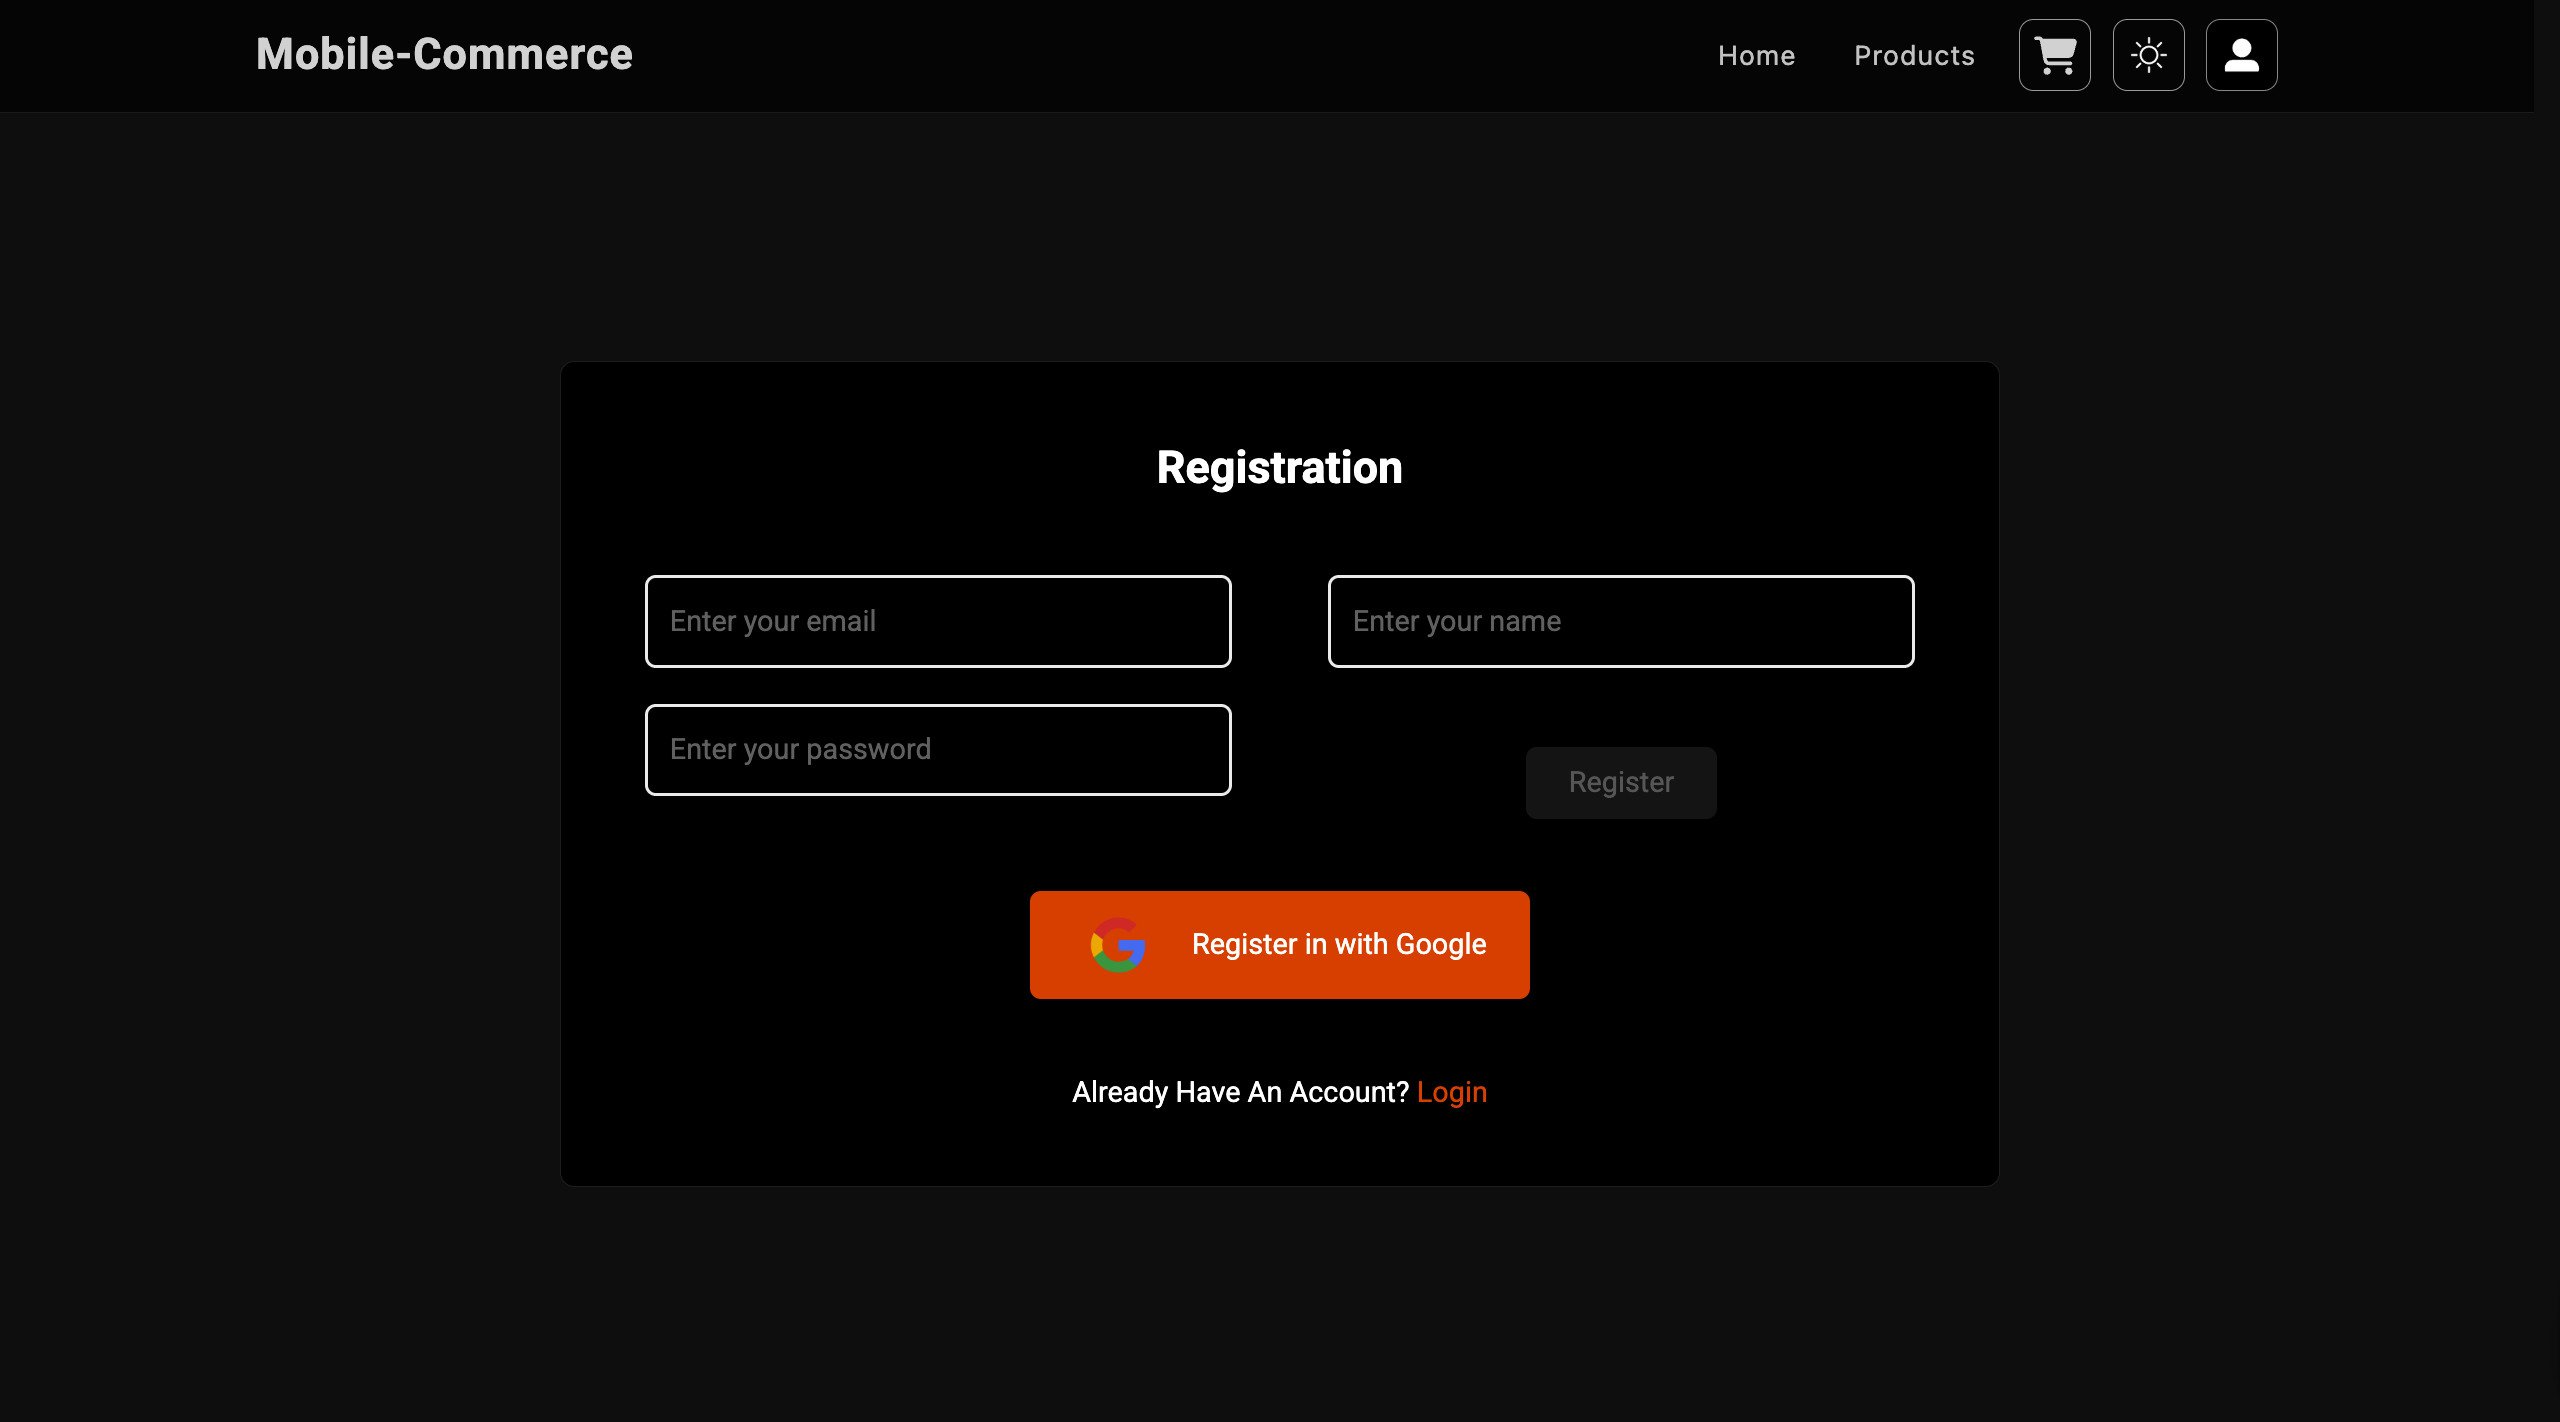 Mobile-Commerce
Home
Products
Registration
Enter your email
Enter your name
Enter your password
Register
Register in with Google
Already Have An Account? Login